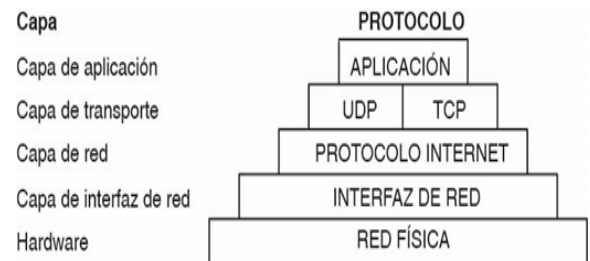 Capa PROTOCOLO
Capa de aplicación APLICACIÓN
Capa de transporte UDP TCP
Capa de red PROTOCOLO INTERNET
Capa de interfaz de red INTERFAZ DE RED
Hardware RED FÍSICA